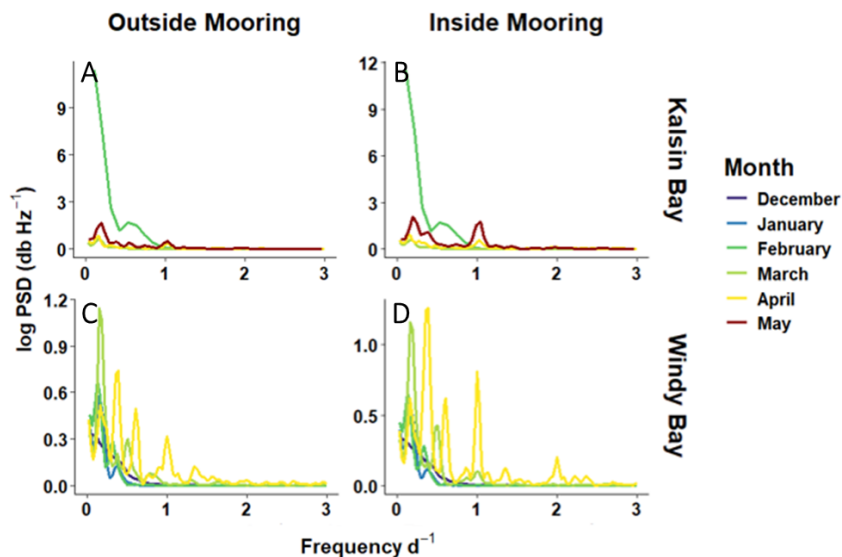 Outside Mooring
Inside Mooring
A
9
6
3
0
0 1 2 3
B
12
9
6
3
0
0 1 2 3
Kalsin Bay
log PSD (db Hz⁻¹)
C
1.2
0.9
0.6
0.3
0.0
0 1 2 3
D
1.0
0.5
0.0
0 1 2 3
Windy Bay
Frequency d⁻¹
Month
December
January
February
March
April
May